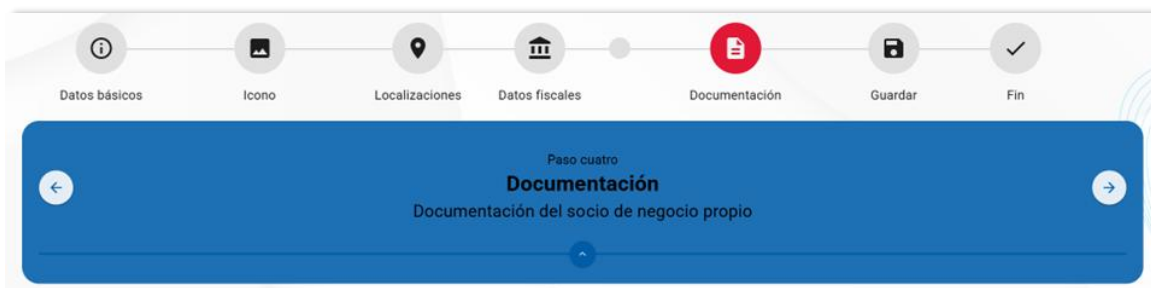 Datos básicos
Icono
Localizaciones
Datos fiscales
Documentación
Guardar
Fin
Paso cuatro
Documentación
Documentación del socio de negocio propio